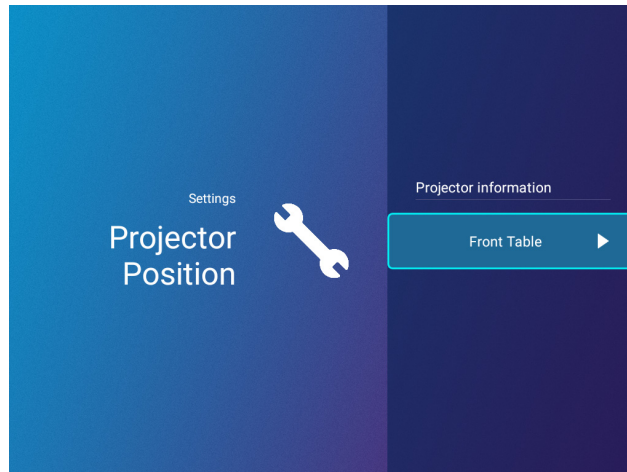 Settings
Projector
Position
Projector information
Front Table